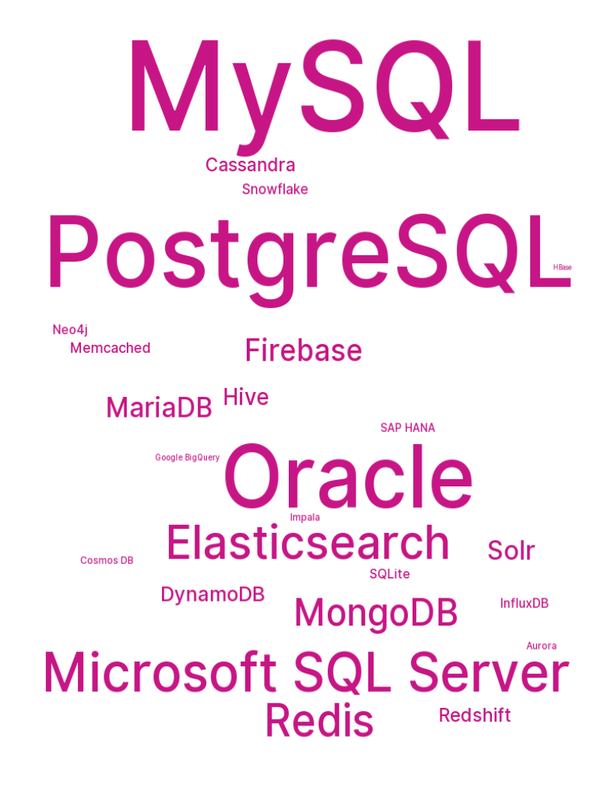 MySQL
Cassandra
Snowflake
PostgreSQL
HBase
Neo4j
Memcached
Firebase
Hive
MariaDB
SAP HANA
Google BigQuery
Oracle
Impala
Elasticsearch
Solr
Cosmos DB
SQLite
DynamoDB
MongoDB
InfluxDB
Aurora
Microsoft SQL Server
Redis
Redshift